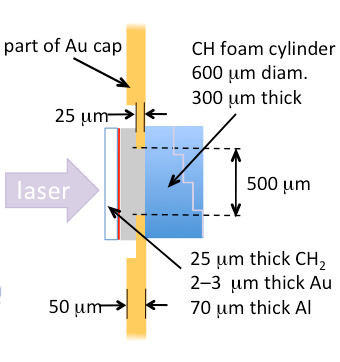 part of Au cap
CH foam cylinder
600 μm diam.
300 μm thick
25 μm
500 μm
laser
25 μm thick CH₂
2–3 μm thick Au
70 μm thick Al
50 μm